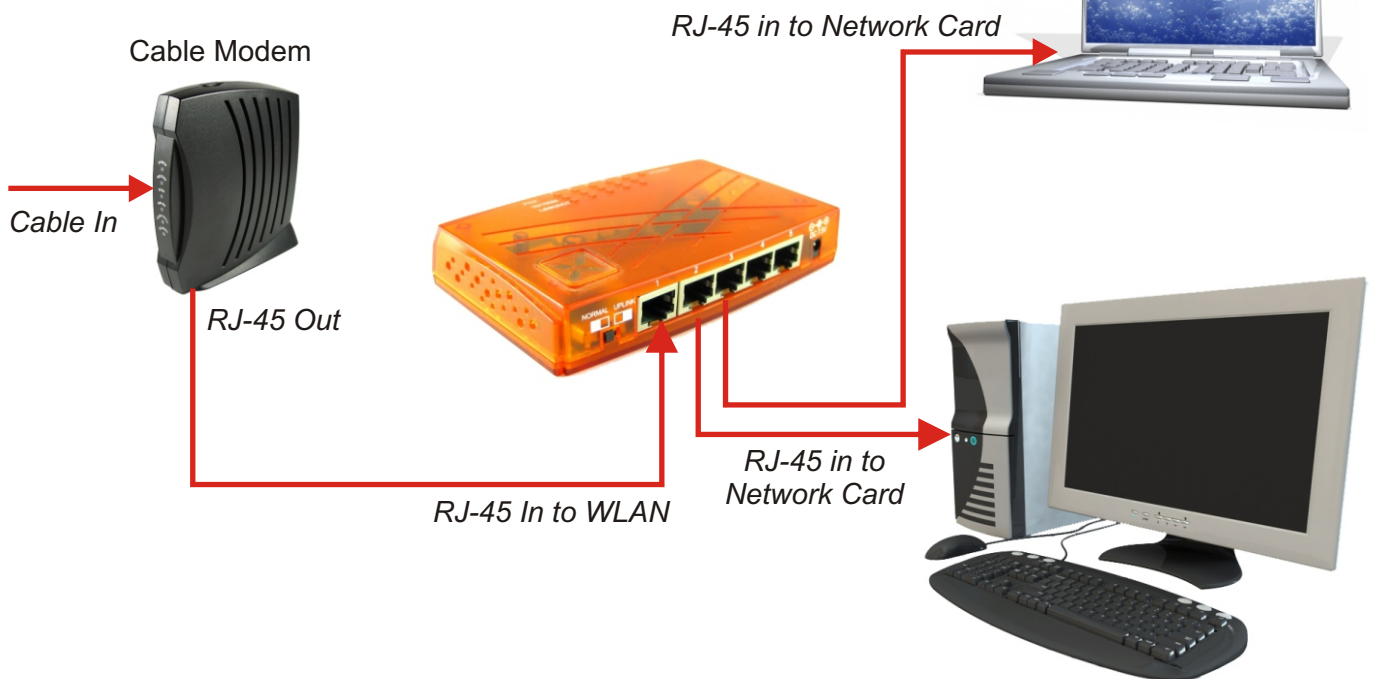 RJ-45 in to Network Card
Cable Modem
Cable In
RJ-45 Out
NORMAL UPLINK
1
2
3
4
5
RJ-45 in to
Network Card
RJ-45 In to WLAN